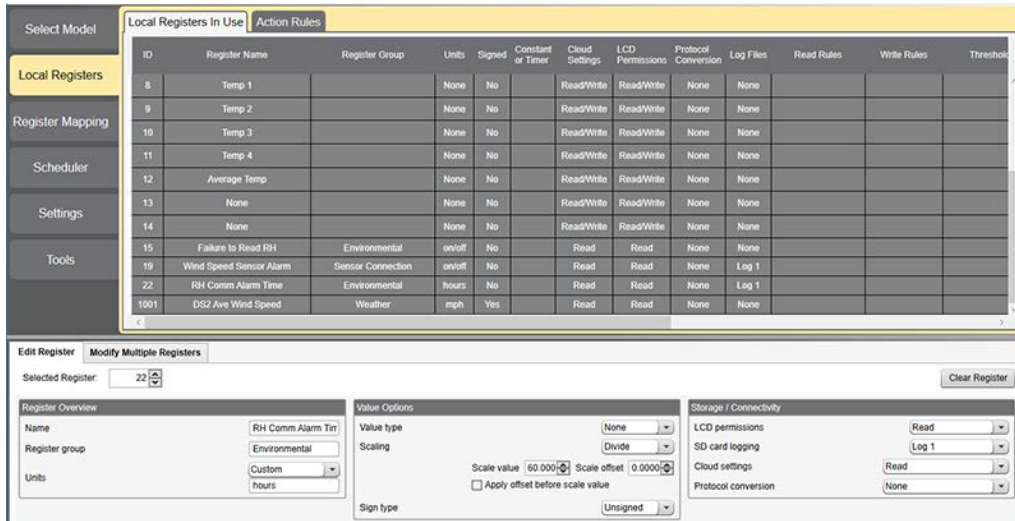 Select Model
Local Registers
Register Mapping
Scheduler
Settings
Tools
Local Registers In Use Action Rules
ID Register Name Register Group Units Signed Constant or Timer Cloud Settings LCD Permissions Protocol Conversion Log Files Read Rules Write Rules Threshold
8 Temp 1 None No Read/Write Read/Write None None
9 Temp 2 None No Read/Write Read/Write None None
10 Temp 3 None No Read/Write Read/Write None None
11 Temp 4 None No Read/Write Read/Write None None
12 Average Temp None No Read/Write Read/Write None None
13 None None No Read/Write Read/Write None None
14 None None No Read/Write Read/Write None None
15 Failure to Read RH Environmental on/off No Read Read None None
19 Wind Speed Sensor Alarm Sensor Connection on/off No Read Read None Log 1
22 RH Comm Alarm Time Environmental hours No Read Read None Log 1
1001 DS2 Ave Wind Speed Weather mph Yes Read Read None None
Edit Register Modify Multiple Registers
Selected Register: 22 Clear Register
Register Overview
Name RH Comm Alarm Tim
Register group Environmental
Units Custom
hours
Value Options
Value type None
Scaling Divide
Scale value 60.000 Scale offset 0.0000
Apply offset before scale value
Sign type Unsigned
Storage / Connectivity
LCD permissions Read
SD card logging Log 1
Cloud settings Read
Protocol conversion None